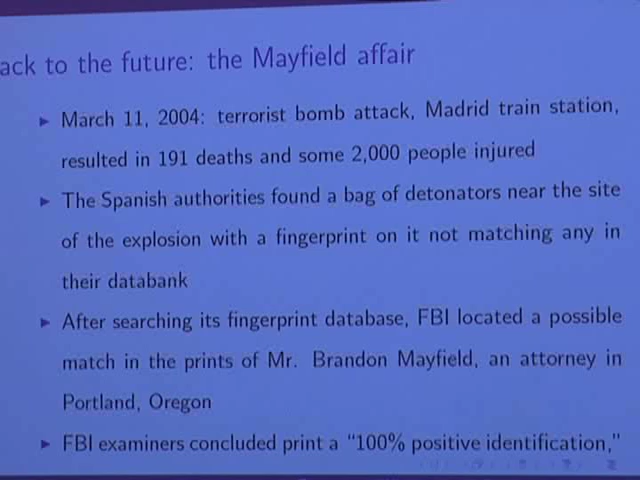 ack to the future: the Mayfield affair
▶ March 11, 2004: terrorist bomb attack, Madrid train station,
resulted in 191 deaths and some 2,000 people injured
▶ The Spanish authorities found a bag of detonators near the site
of the explosion with a fingerprint on it not matching any in
their databank
▶ After searching its fingerprint database, FBI located a possible
match in the prints of Mr. Brandon Mayfield, an attorney in
Portland, Oregon
▶ FBI examiners concluded print a "100% positive identification,"